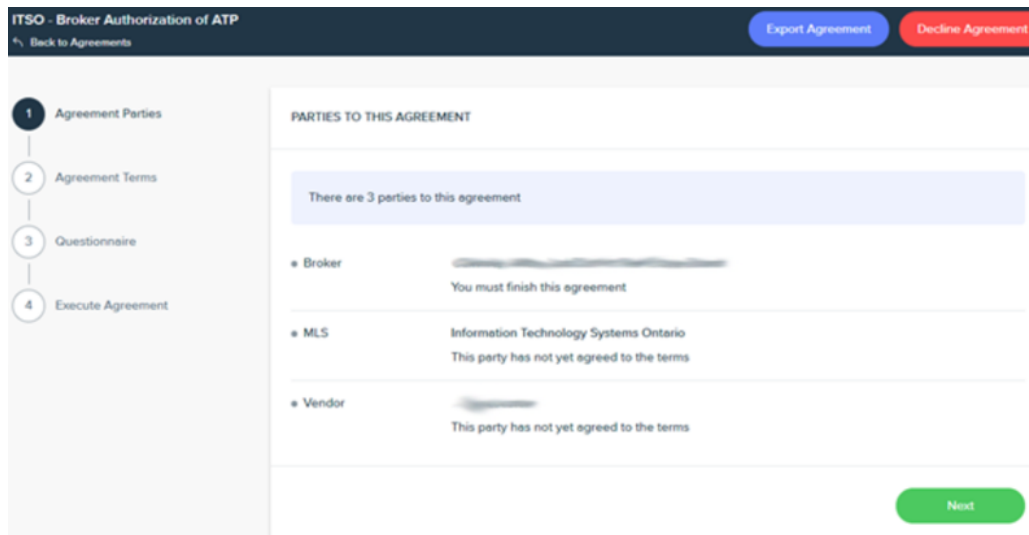 ITSO - Broker Authorization of ATP
Back to Agreements
Export Agreement
Decline Agreement
1 Agreement Parties
2 Agreement Terms
3 Questionnaire
4 Execute Agreement
PARTIES TO THIS AGREEMENT
There are 3 parties to this agreement
Broker
You must finish this agreement
MLS Information Technology Systems Ontario
This party has not yet agreed to the terms
Vendor
This party has not yet agreed to the terms
Next